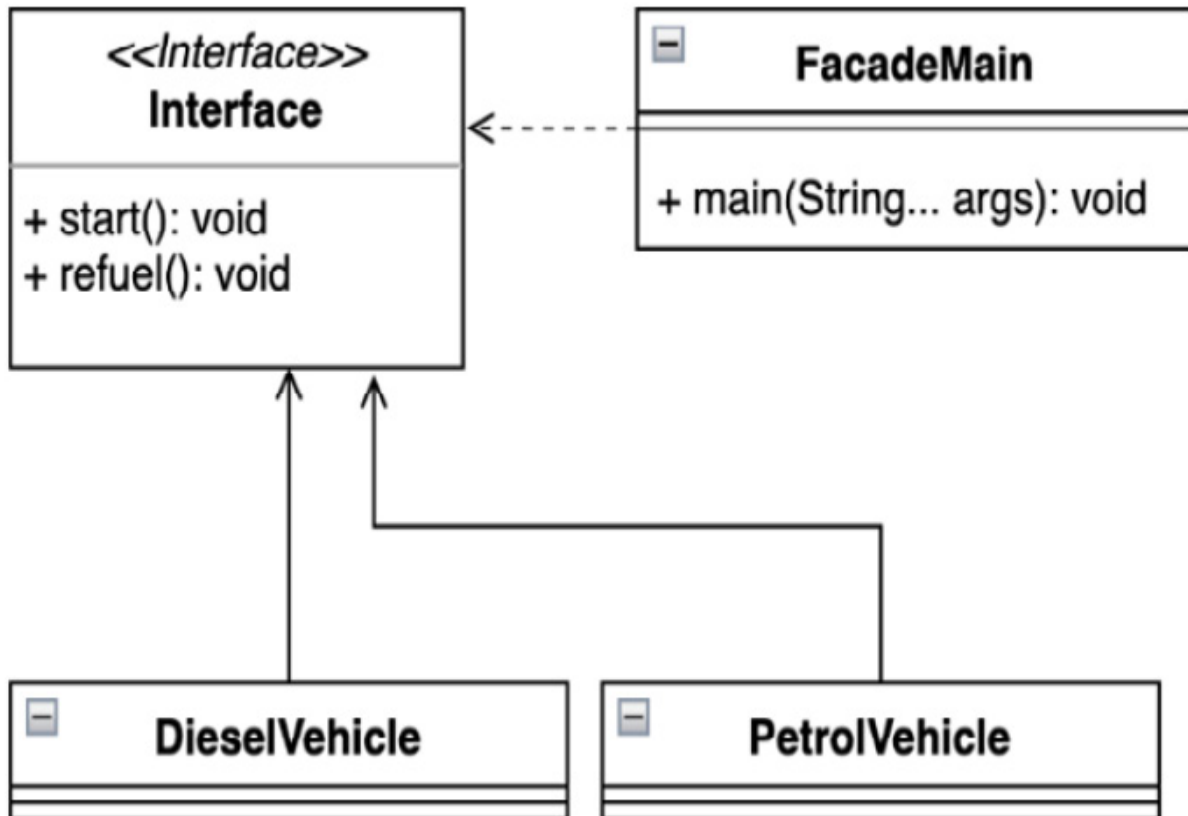 <<Interface>>
Interface
+ start(): void
+ refuel(): void
FacadeMain
+ main(String... args): void
DieselVehicle
PetrolVehicle